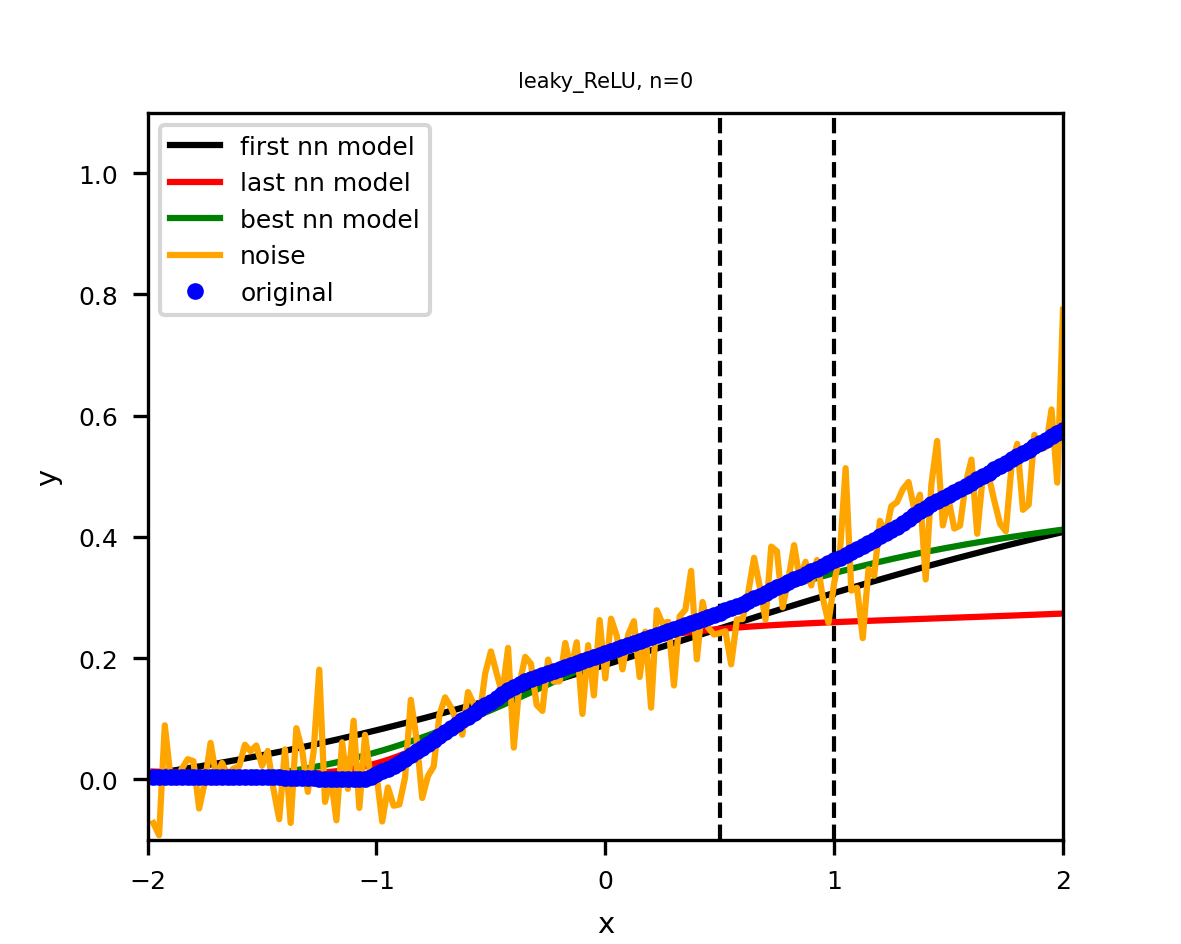 leaky_ReLU, n=0
first nn model
last nn model
best nn model
noise
original
1.0
0.8
0.6
0.4
0.2
0.0
y
−2
−1
0
1
2
x